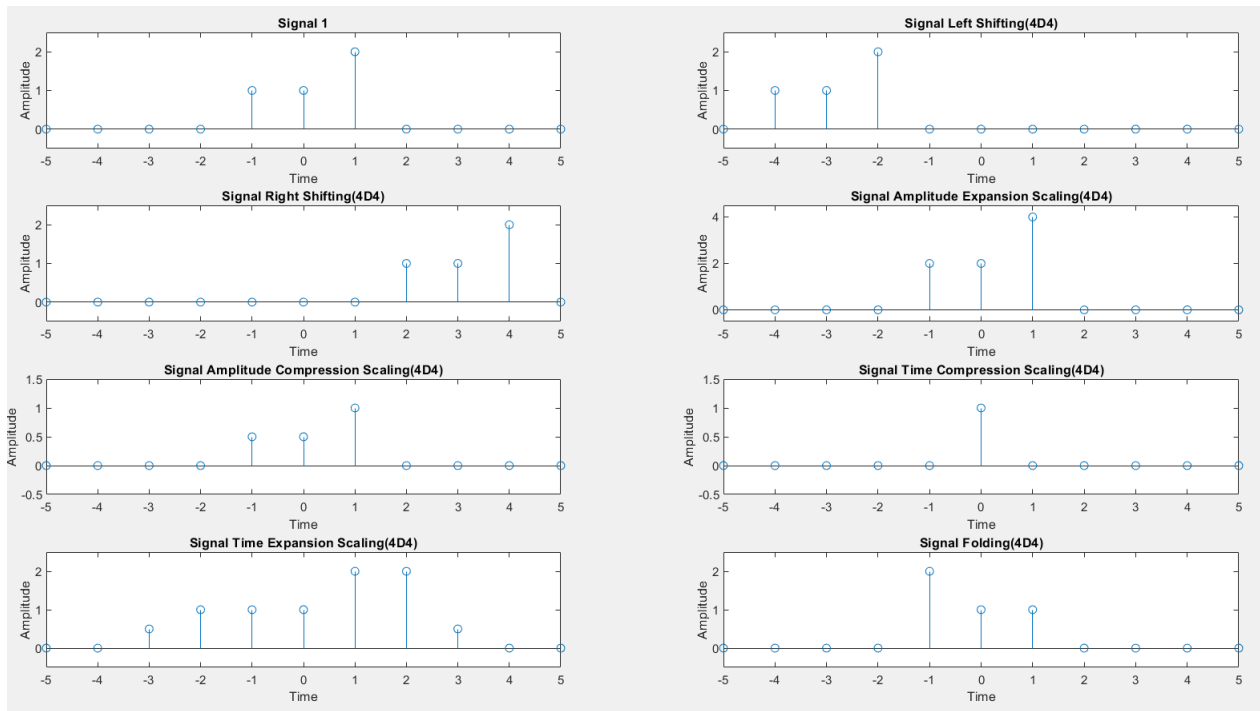 Signal 1
Amplitude
2
1
0
-5 -4 -3 -2 -1 0 1 2 3 4 5
Time
Signal Left Shifting(4D4)
Amplitude
2
1
0
-5 -4 -3 -2 -1 0 1 2 3 4 5
Time
Signal Right Shifting(4D4)
Amplitude
2
1
0
-5 -4 -3 -2 -1 0 1 2 3 4 5
Time
Signal Amplitude Expansion Scaling(4D4)
Amplitude
4
2
0
-5 -4 -3 -2 -1 0 1 2 3 4 5
Time
Signal Amplitude Compression Scaling(4D4)
Amplitude
1.5
1
0.5
0
-0.5
-5 -4 -3 -2 -1 0 1 2 3 4 5
Time
Signal Time Compression Scaling(4D4)
Amplitude
1.5
1
0.5
0
-0.5
-5 -4 -3 -2 -1 0 1 2 3 4 5
Time
Signal Time Expansion Scaling(4D4)
Amplitude
2
1
0
-5 -4 -3 -2 -1 0 1 2 3 4 5
Time
Signal Folding(4D4)
Amplitude
2
1
0
-5 -4 -3 -2 -1 0 1 2 3 4 5
Time